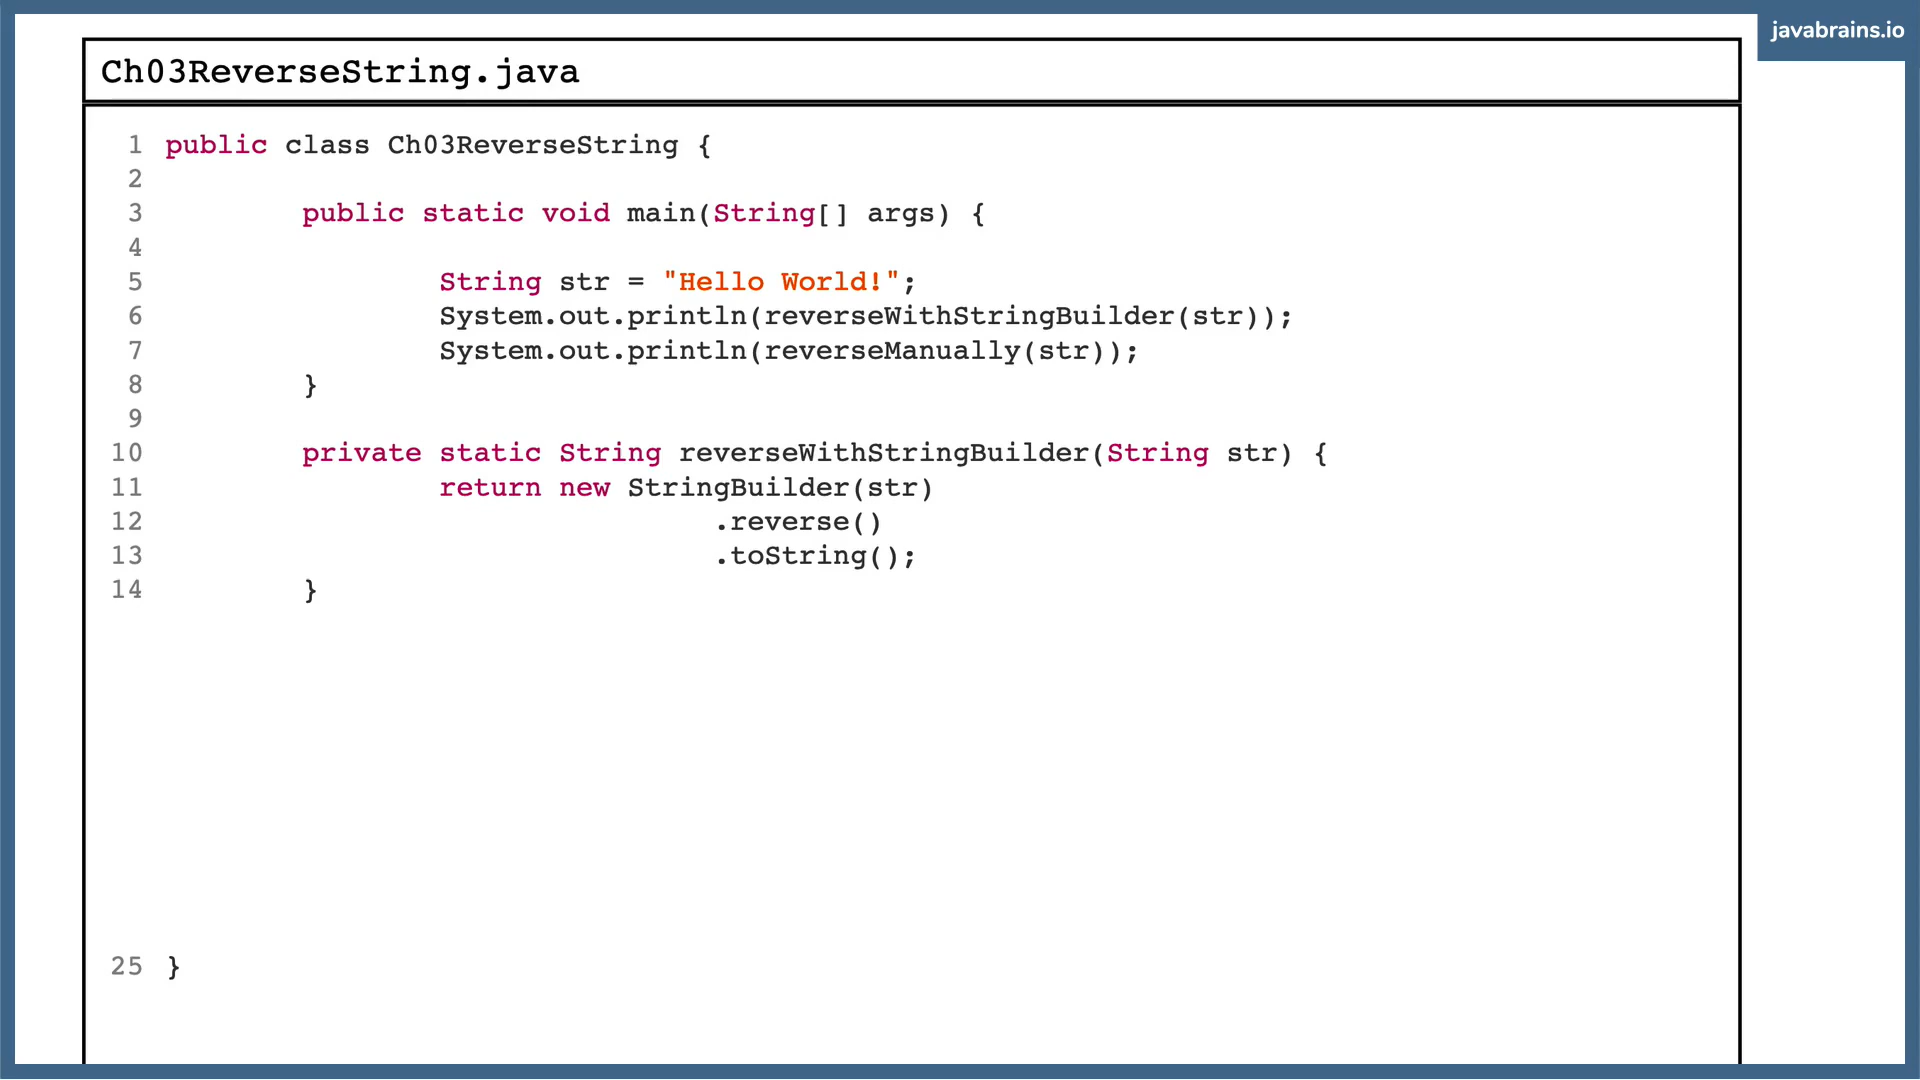 javabrains.io
Ch03ReverseString.java
1 public class Ch03ReverseString {
2
3 public static void main(String[] args) {
4
5 String str = "Hello World!";
6 System.out.println(reverseWithStringBuilder(str));
7 System.out.println(reverseManually(str));
8 }
9
10 private static String reverseWithStringBuilder(String str) {
11 return new StringBuilder(str)
12 .reverse()
13 .toString();
14 }
25 }